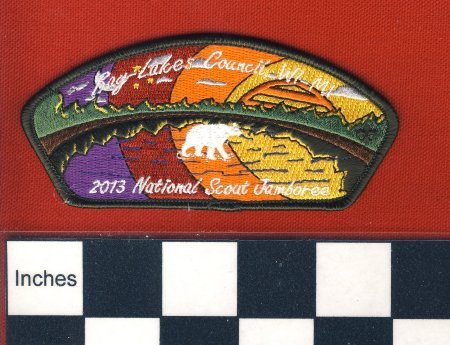 Bay-Lakes Council WI, MI
2013 National Scout Jamboree
Inches